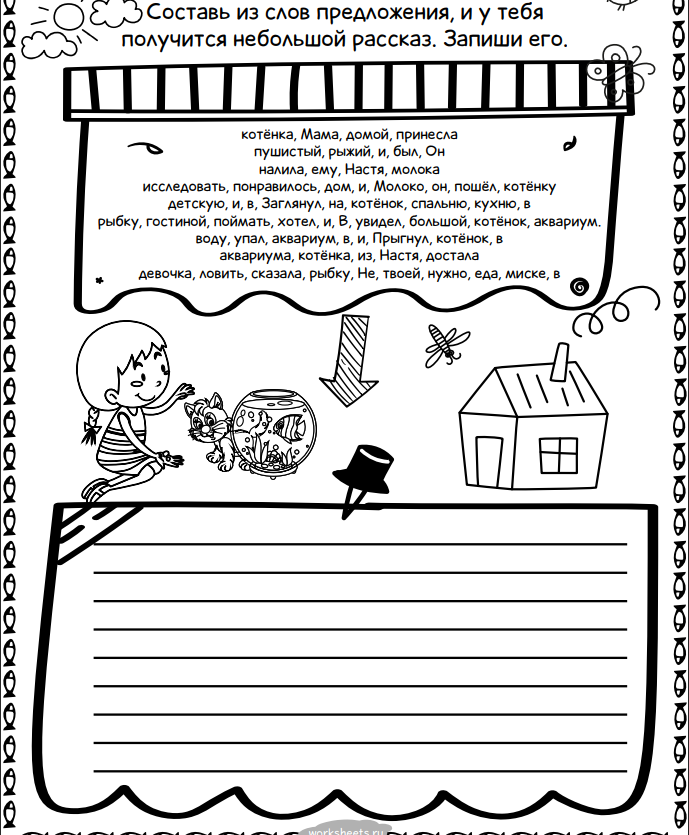 Составь из слов предложения, и у тебя
получится небольшой рассказ. Запиши его.
котёнка, Мама, домой, принесла
пушистый, рыжий, и, был, Он
налила, ему, Настя, молока
исследовать, понравилось, дом, и, Молоко, он, пошёл, котёнку
детскую, и, в, Заглянул, на, котёнок, спальню, кухню, в
рыбку, гостиной, поймать, хотел, и, В, увидел, большой, котёнок, аквариум.
воду, упал, аквариум, в, и, Прыгнул, котёнок, в
аквариума, котёнка, из, Настя, достала
девочка, ловить, сказала, рыбку, Не, твоей, нужно, еда, миске, в
worksheets.ru